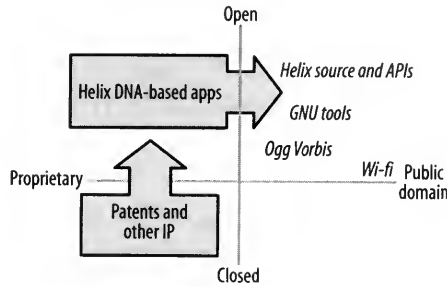 Open
Helix DNA-based apps
Helix source and APIs
GNU tools
Ogg Vorbis
Wi-fi
Proprietary
Public
domain
Patents and
other IP
Closed